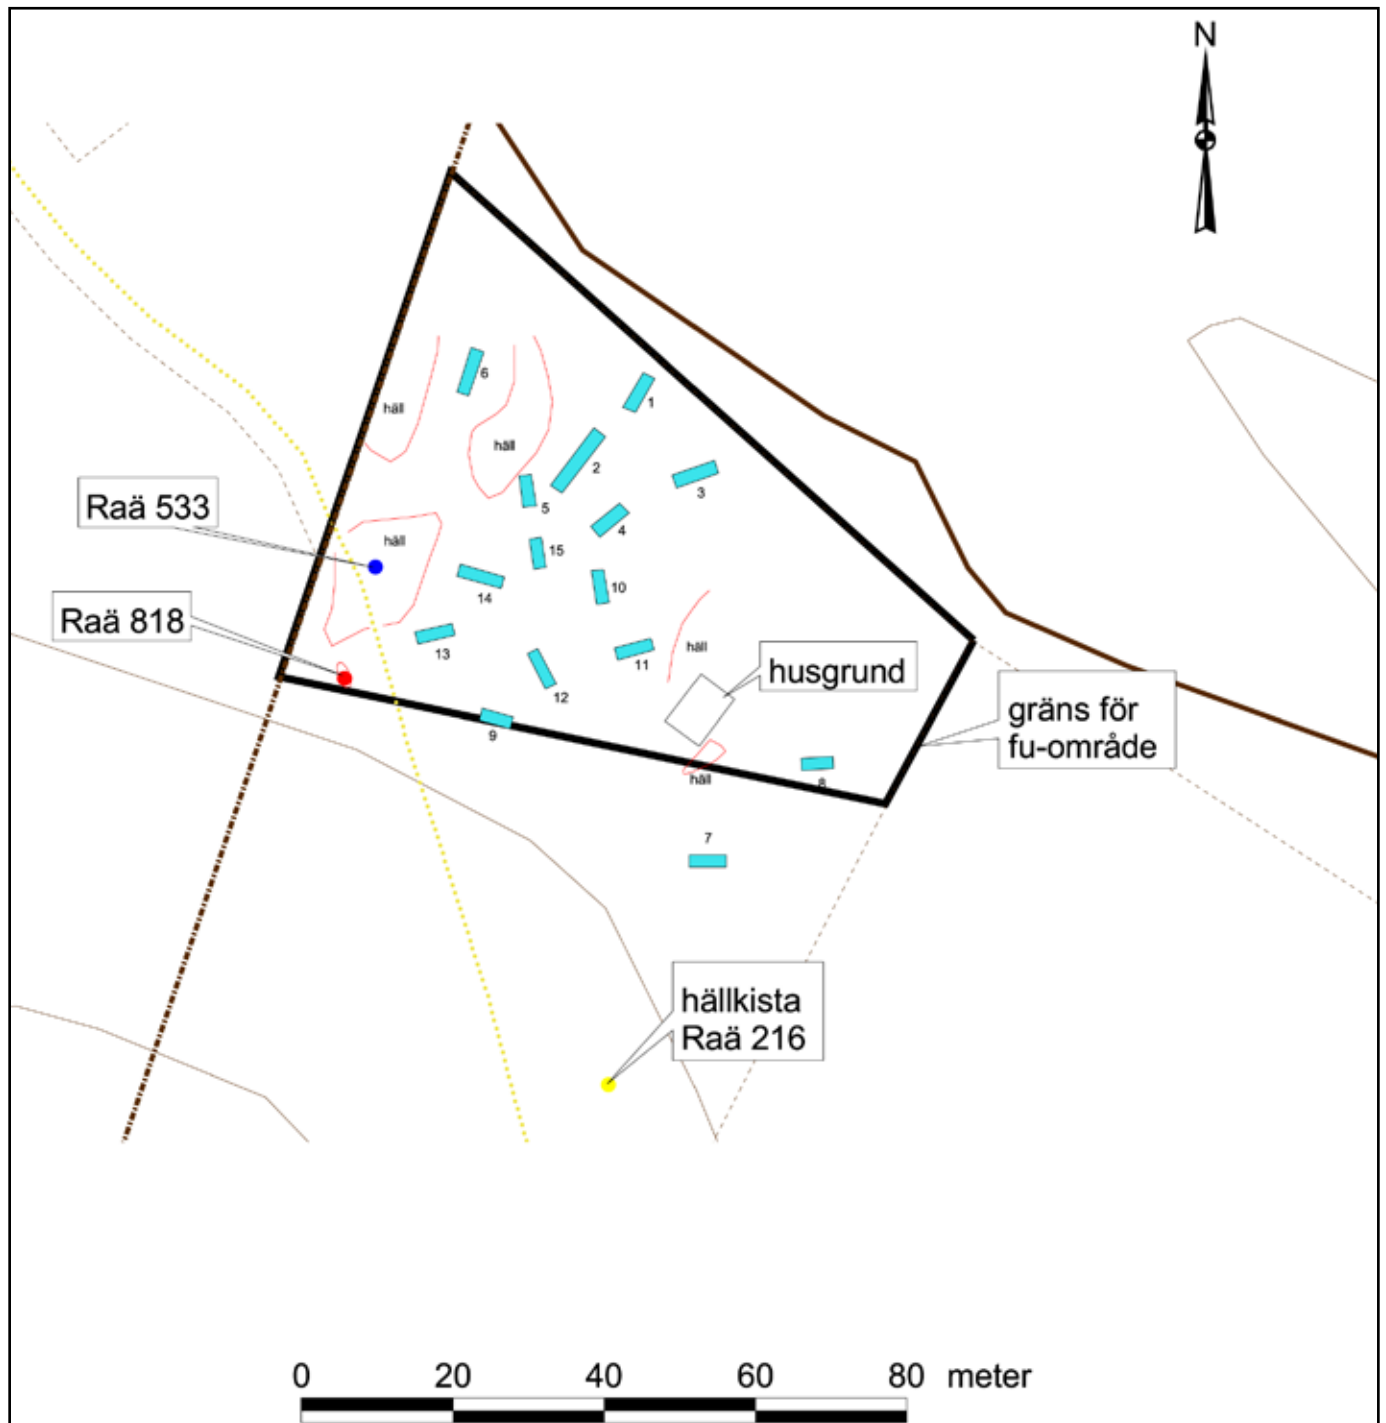 N
6
1
häll
häll
2
3
Raä 533
5
4
häll
15
14
10
Raä 818
13
11
häll
husgrund
12
gräns för
fu-område
9
häll
8
7
hällkista
Raä 216
0 20 40 60 80 meter